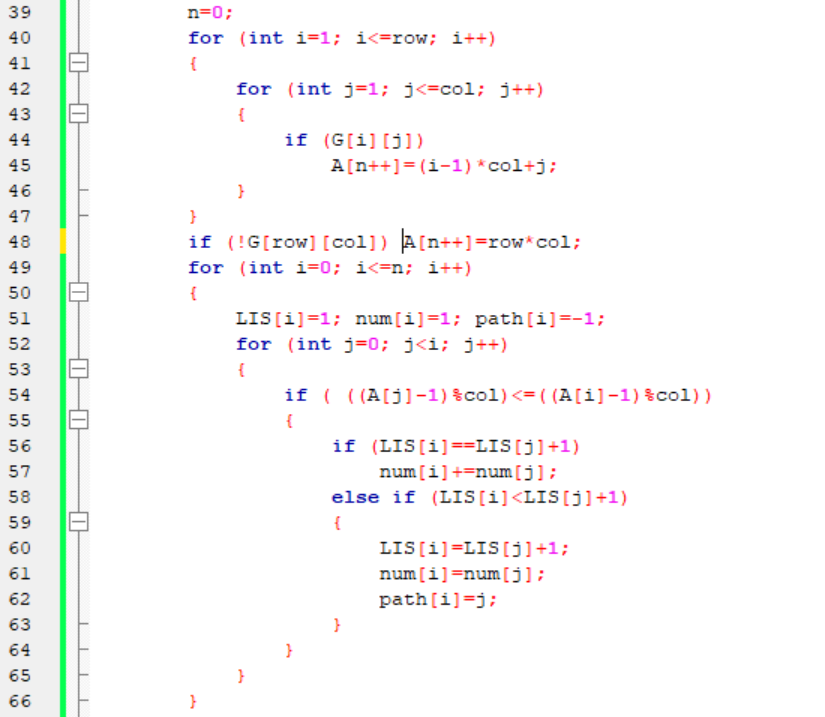 39 n=0;
40 for (int i=1; i<=row; i++)
41 {
42 for (int j=1; j<=col; j++)
43 {
44 if (G[i][j])
45 A[n++]=(i-1)*col+j;
46 }
47 }
48 if (!G[row][col]) A[n++]=row*col;
49 for (int i=0; i<=n; i++)
50 {
51 LIS[i]=1; num[i]=1; path[i]=-1;
52 for (int j=0; j<i; j++)
53 {
54 if ( ((A[j]-1)%col)<=((A[i]-1)%col))
55 {
56 if (LIS[i]==LIS[j]+1)
57 num[i]+=num[j];
58 else if (LIS[i]<LIS[j]+1)
59 {
60 LIS[i]=LIS[j]+1;
61 num[i]=num[j];
62 path[i]=j;
63 }
64 }
65 }
66 }